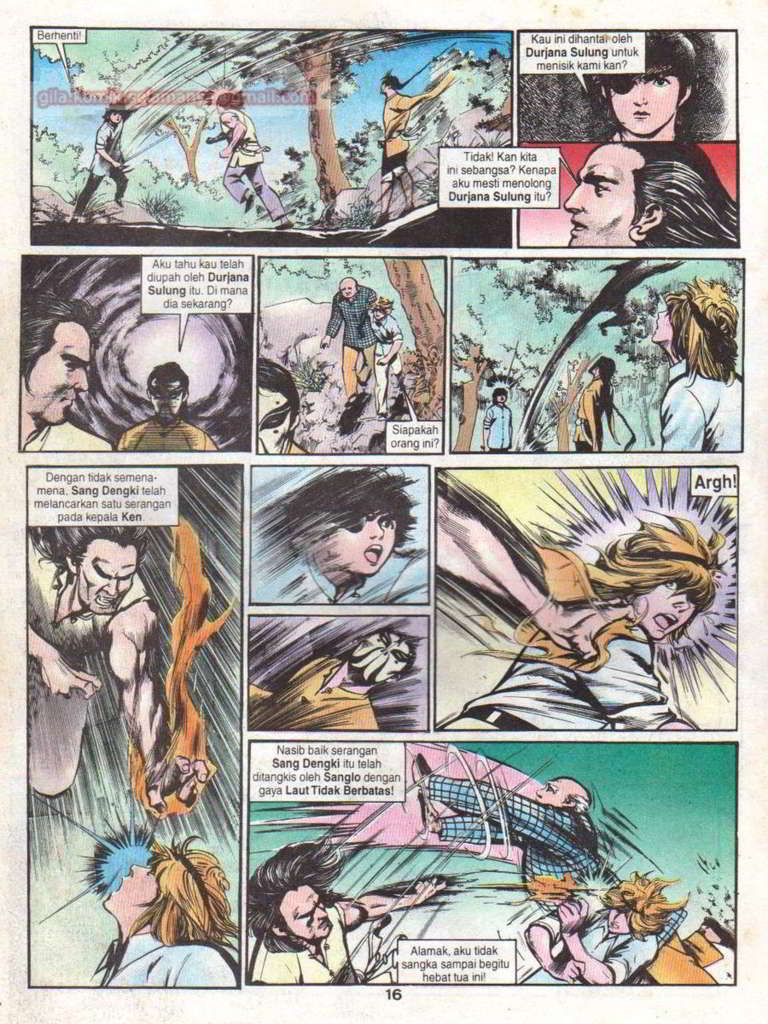 Berhenti!
gila.komik@gmail.com
Kau ini dihantar oleh
Durjana Sulung untuk
menisik kami kan?
Tidak! Kan kita
ini sebangsa? Kenapa
aku mesti menolong
Durjana Sulung itu?
Aku tahu kau telah
diupah oleh Durjana
Sulung itu. Di mana
dia sekarang?
Siapakah
orang ini?
Dengan tidak semena-
mena, Sang Dengki telah
melancarkan satu serangan
pada kepala Ken.
Argh!
Nasib baik serangan
Sang Dengki itu telah
ditangkis oleh Sanglo dengan
gaya Laut Tidak Berbatas!
Alamak, aku tidak
sangka sampai begitu
hebat tua ini!
16